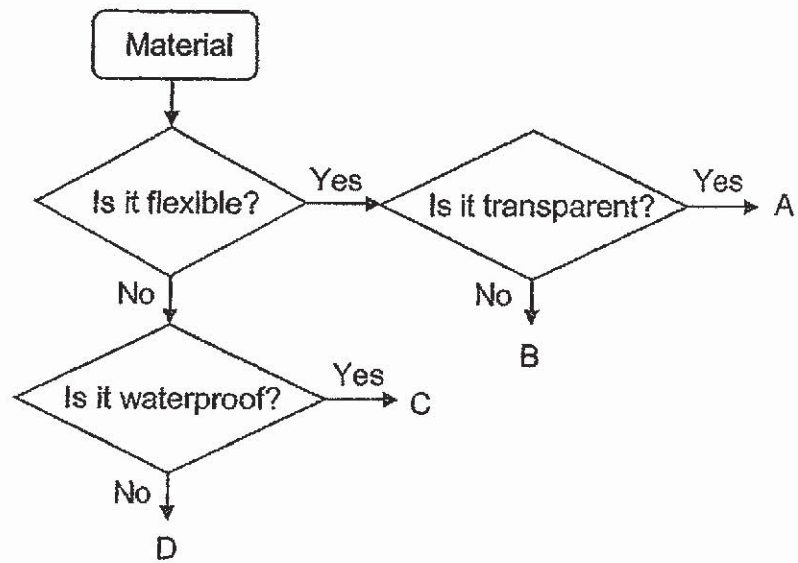 Material
Is it flexible?
Yes
Is it transparent?
Yes
A
No
No
B
Is it waterproof?
Yes
C
No
D